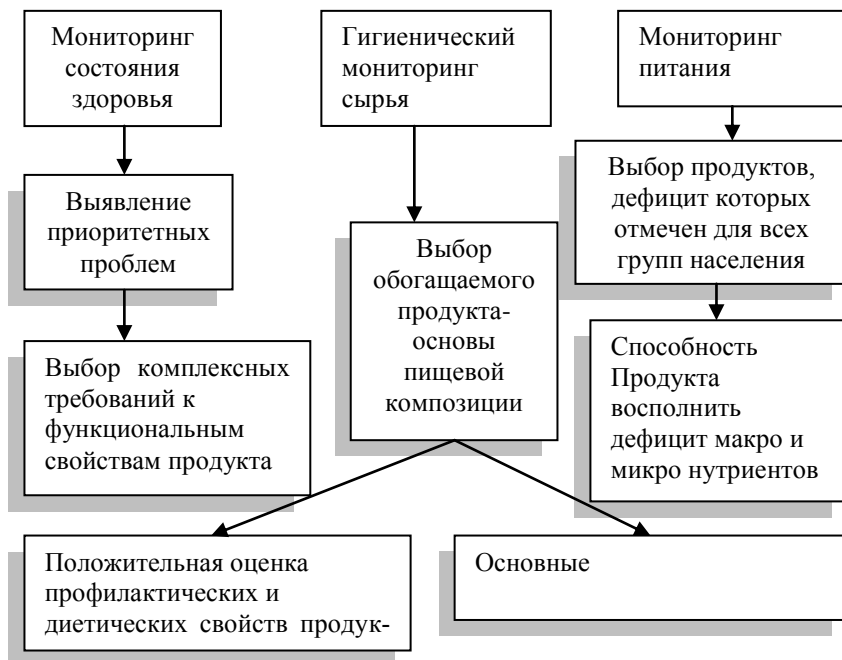 Мониторинг
состояния
здоровья
Гигиенический
мониторинг
сырья
Мониторинг
питания
Выявление
приоритетных
проблем
Выбор
обогащаемого
продукта-
основы
пищевой
композиции
Выбор продуктов,
дефицит которых
отмечен для всех
групп населения
Выбор комплексных
требований к
функциональным
свойствам продукта
Способность
Продукта
восполнить
дефицит макро и
микро нутриентов
Положительная оценка
профилактических и
диетических свойств продук-
Основные